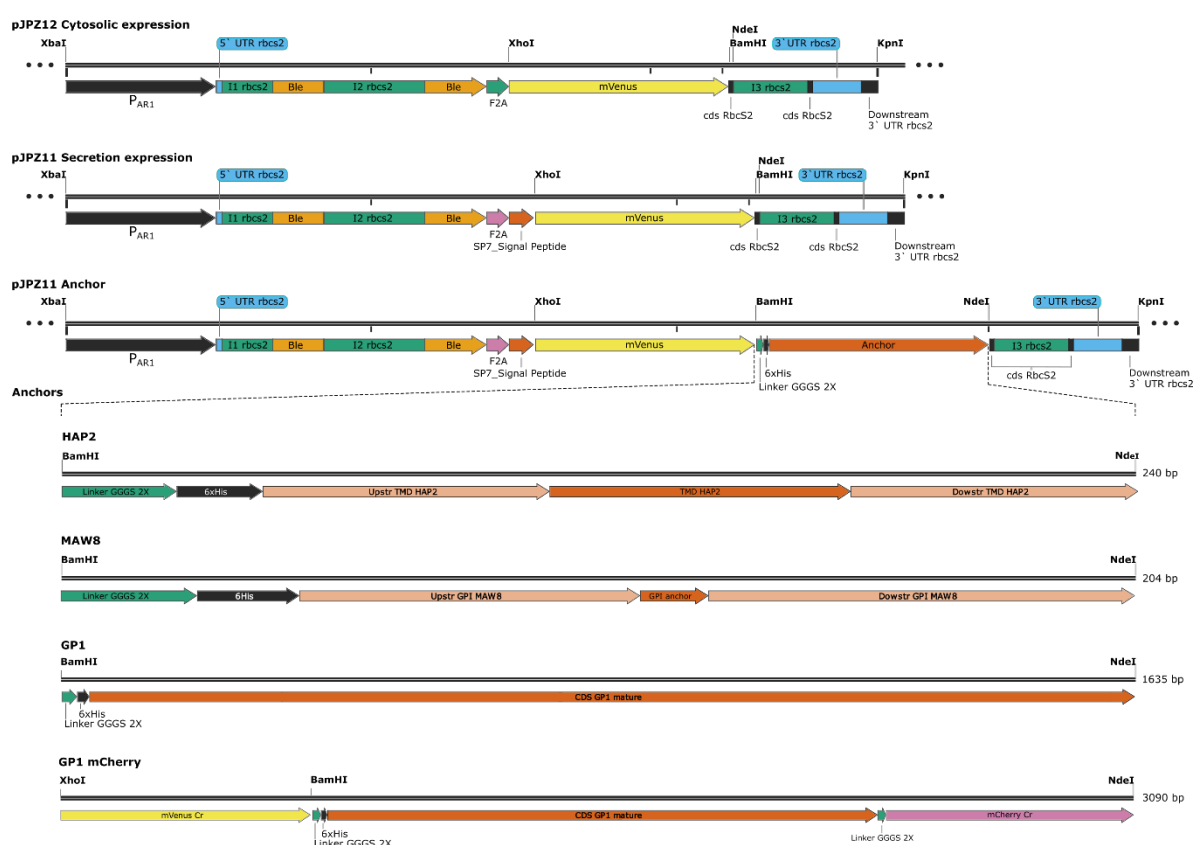 pJPZ12 Cytosolic expression
NdeI
XbaI 5` UTR rbcs2 XhoI BamHI 3`UTR rbcs2 KpnI
I1 rbcs2 Ble I2 rbcs2 Ble mVenus I3 rbcs2
PAR1 F2A
cds RbcS2 cds RbcS2 Downstream
3` UTR rbcs2
pJPZ11 Secretion expression
NdeI
XbaI 5` UTR rbcs2 XhoI BamHI 3`UTR rbcs2 KpnI
I1 rbcs2 Ble I2 rbcs2 Ble mVenus I3 rbcs2
PAR1 F2A
SP7_Signal Peptide cds RbcS2 cds RbcS2 Downstream
3` UTR rbcs2
pJPZ11 Anchor
XbaI 5` UTR rbcs2 XhoI BamHI NdeI 3`UTR rbcs2 KpnI
I1 rbcs2 Ble I2 rbcs2 Ble mVenus Anchor I3 rbcs2
PAR1 F2A
SP7_Signal Peptide 6xHis cds RbcS2 Downstream
Linker GGGS 2X 3` UTR rbcs2
Anchors
HAP2
BamHI NdeI
240 bp
Linker GGGS 2X 6xHis Upstr TMD HAP2 TMD HAP2 Dowstr TMD HAP2
MAW8
BamHI NdeI
204 bp
Linker GGGS 2X 6His Upstr GPI MAW8 GPI anchor Dowstr GPI MAW8
GP1
BamHI NdeI
1635 bp
CDS GP1 mature
6xHis
Linker GGGS 2X
GP1 mCherry
XhoI BamHI NdeI
3090 bp
mVenus Cr CDS GP1 mature mCherry Cr
6xHis
Linker GGGS 2X Linker GGGS 2X